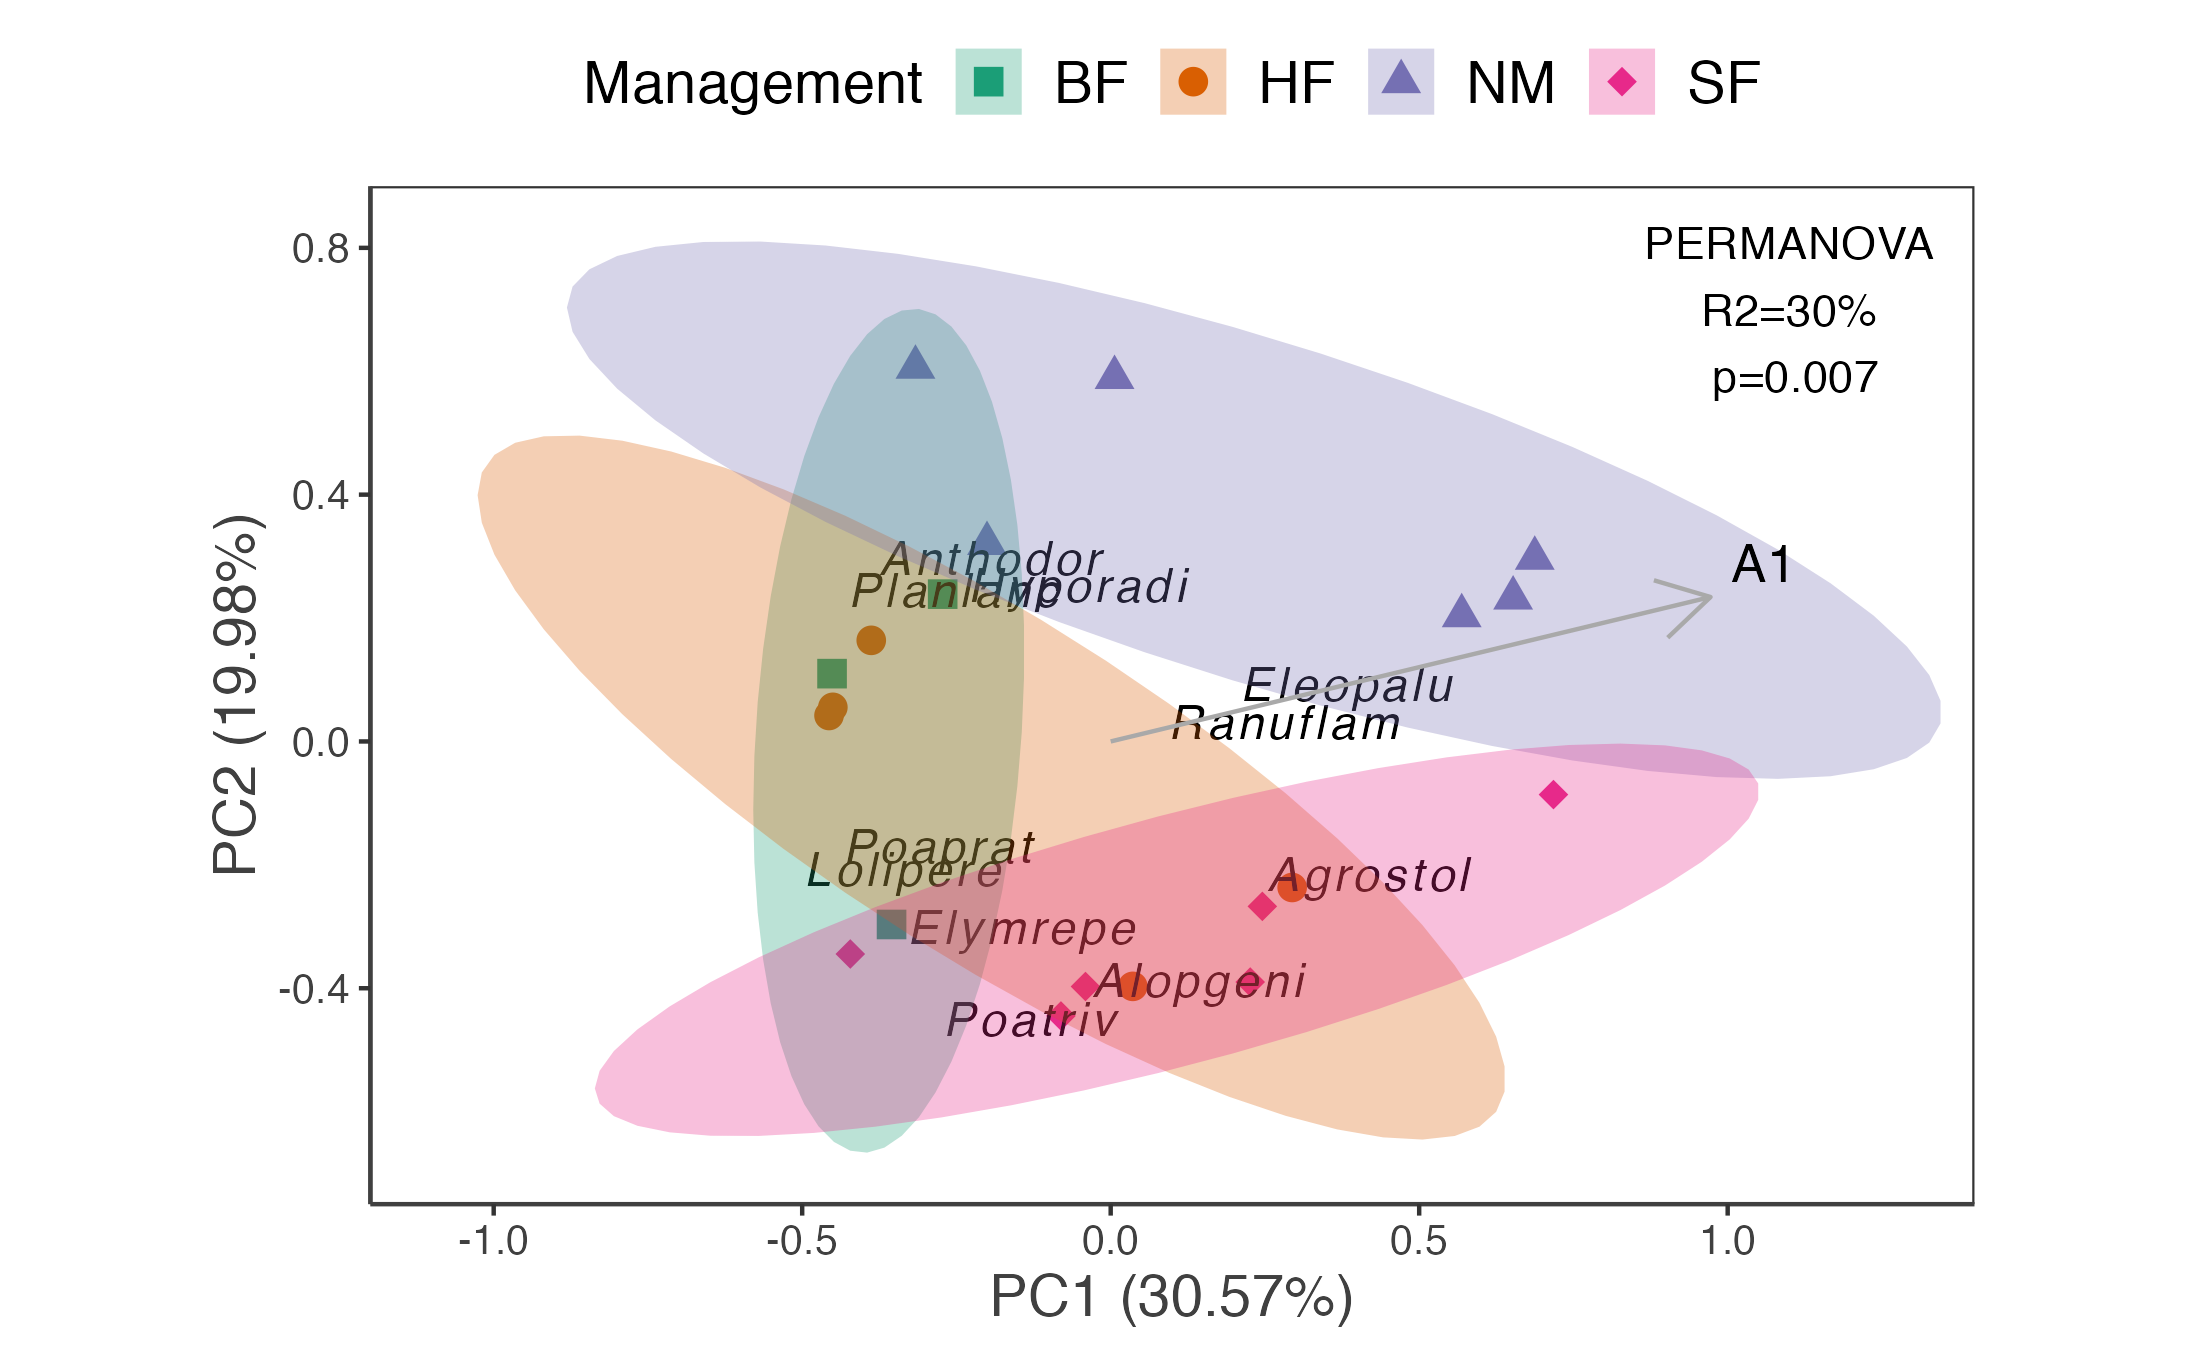 Management BF HF NM SF
PERMANOVA
R2=30%
p=0.007
0.8
0.4
0.0
-0.4
PC2 (19.98%)
A1
Anthodor
Planlanc
Hyporadi
Eleopalu
Ranuflam
Poaprat
Lolipere
Agrostol
Elymrepe
Alopgeni
Poatriv
-1.0 -0.5 0.0 0.5 1.0
PC1 (30.57%)